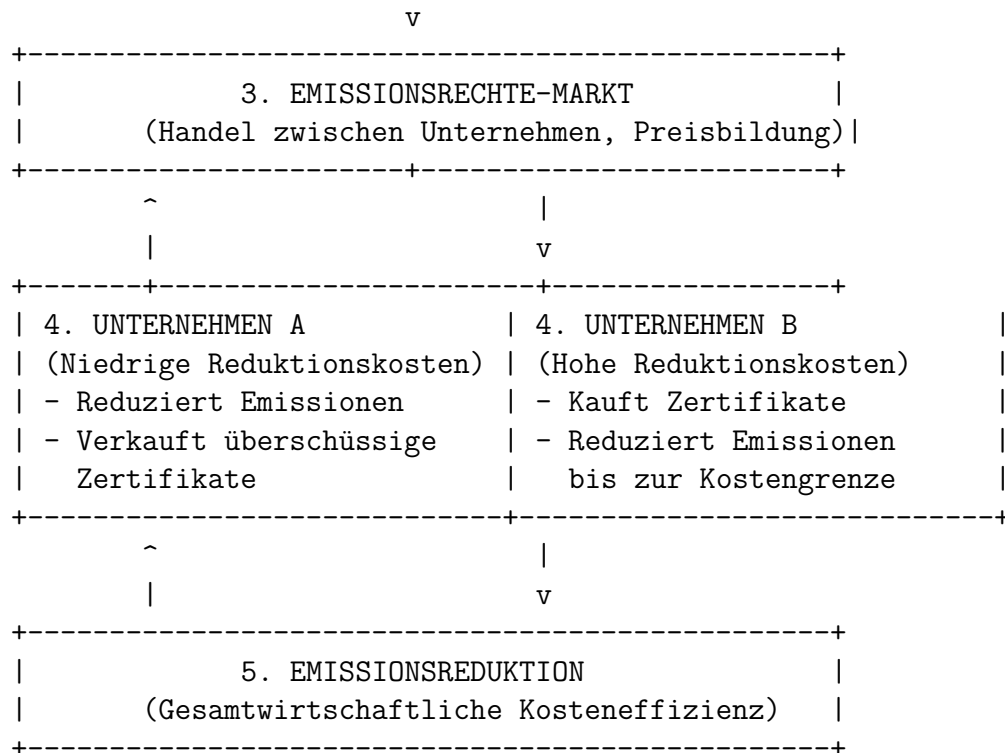 v
+-------------------------------------------------+
| 3. EMISSIONSRECHTE-MARKT |
| (Handel zwischen Unternehmen, Preisbildung)|
+-----------------------+-------------------------+
^ |
| v
+-------+-----------------------+-----------------+
| 4. UNTERNEHMEN A | 4. UNTERNEHMEN B |
| (Niedrige Reduktionskosten) | (Hohe Reduktionskosten) |
| - Reduziert Emissionen | - Kauft Zertifikate |
| - Verkauft überschüssige | - Reduziert Emissionen |
| Zertifikate | bis zur Kostengrenze |
+-----------------------------+-----------------------------+
^ |
| v
+-------------------------------------------------+
| 5. EMISSIONSREDUKTION |
| (Gesamtwirtschaftliche Kosteneffizienz) |
+-------------------------------------------------+